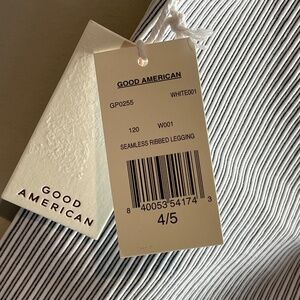 GOOD AMERICAN
GP0255 WHITE001
120 W001
SEAMLESS RIBBED LEGGING
8 40053 54174 3
4/5
GOOD
AMERICAN